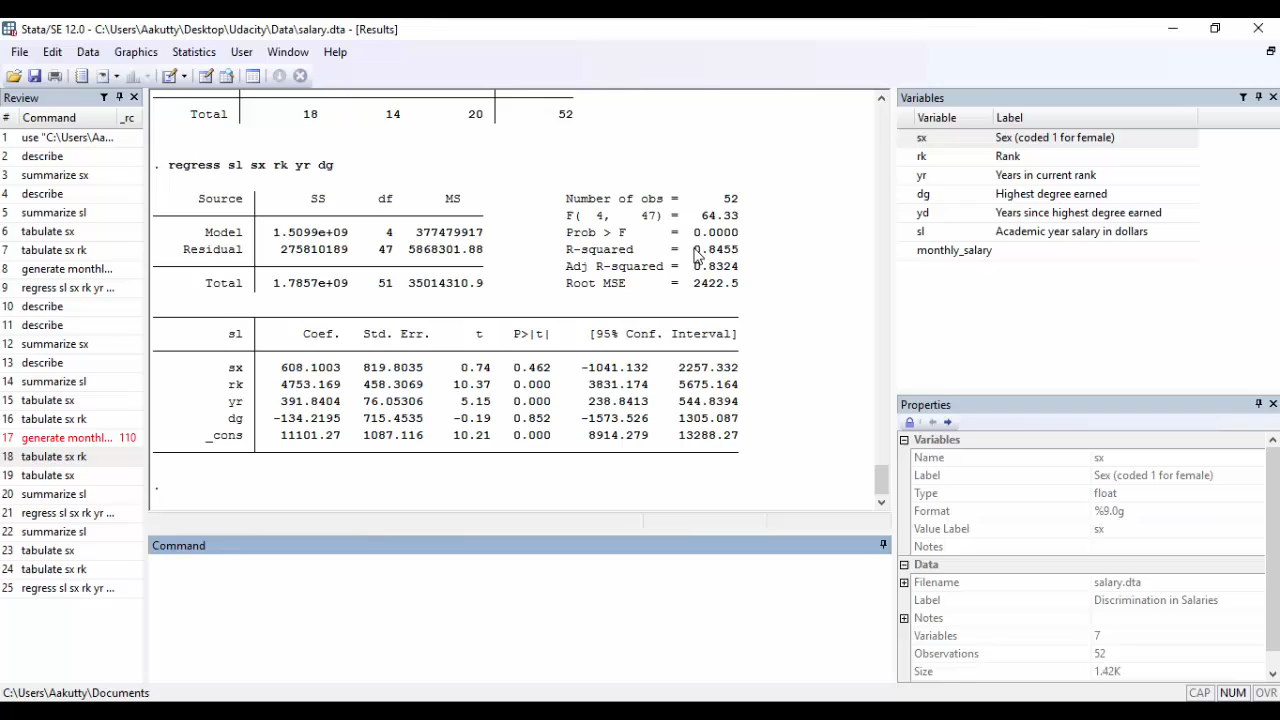 Stata/SE 12.0 - C:\Users\Aakutty\Desktop\Udacity\Data\salary.dta - [Results]
File Edit Data Graphics Statistics User Window Help
Review
# Command _rc
1 use "C:\Users\Aa...
2 describe
3 summarize sx
4 describe
5 summarize sl
6 tabulate sx
7 tabulate sx rk
8 generate monthl...
9 regress sl sx rk yr ...
10 describe
11 describe
12 summarize sx
13 describe
14 summarize sl
15 tabulate sx
16 tabulate sx rk
17 generate monthl... 110
18 tabulate sx rk
19 tabulate sx
20 summarize sl
21 regress sl sx rk yr ...
22 summarize sl
23 tabulate sx
24 tabulate sx rk
25 regress sl sx rk yr ...
Total 18 14 20 52
. regress sl sx rk yr dg
Source SS df MS
Model 1.5099e+09 4 377479917
Residual 275810189 47 5868301.88
Total 1.7857e+09 51 35014310.9
Number of obs = 52
F( 4, 47) = 64.33
Prob > F = 0.0000
R-squared = 0.8455
Adj R-squared = 0.8324
Root MSE = 2422.5
sl Coef. Std. Err. t P>|t| [95% Conf. Interval]
sx 608.1003 819.8035 0.74 0.462 -1041.132 2257.332
rk 4753.169 458.3069 10.37 0.000 3831.174 5675.164
yr 391.8404 76.05306 5.15 0.000 238.8413 544.8394
dg -134.2195 715.4535 -0.19 0.852 -1573.526 1305.087
_cons 11101.27 1087.116 10.21 0.000 8914.279 13288.27
.
Command
Variables
Variable Label
sx Sex (coded 1 for female)
rk Rank
yr Years in current rank
dg Highest degree earned
yd Years since highest degree earned
sl Academic year salary in dollars
monthly_salary
Properties
Variables
Name sx
Label Sex (coded 1 for female)
Type float
Format %9.0g
Value Label sx
Notes
Data
Filename salary.dta
Label Discrimination in Salaries
Notes
Variables 7
Observations 52
Size 1.42K
C:\Users\Aakutty\Documents
CAP NUM OVR